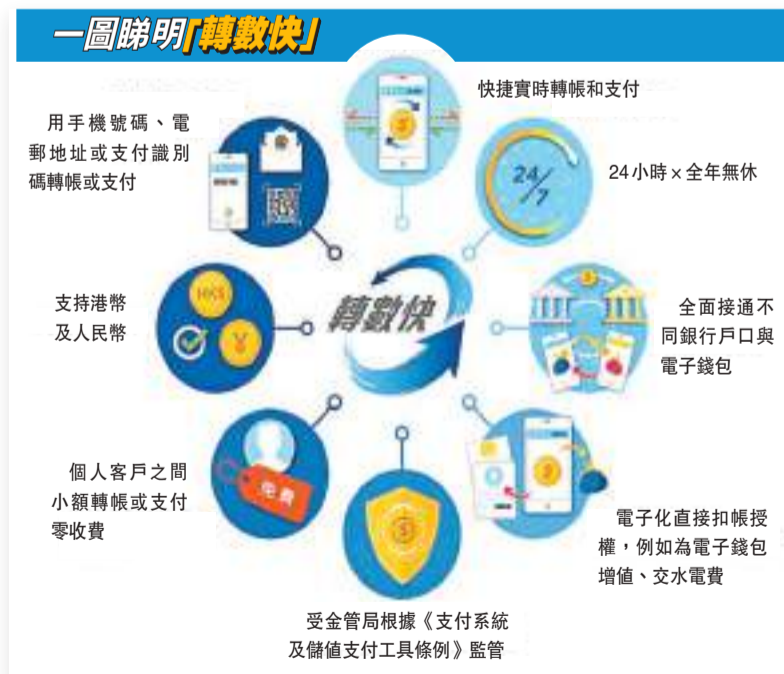 一圖睇明「轉數快」
快捷實時轉帳和支付
用手機號碼、電
郵地址或支付識別
碼轉帳或支付
24/7
24小時×全年無休
支持港幣
及人民幣
HK$
轉數快
全面接通不
同銀行戶口與
電子錢包
個人客戶之間
小額轉帳或支付
零收費
免費
電子化直接扣帳授
權，例如為電子錢包
增值、交水電費
受金管局根據《支付系統
及儲值支付工具條例》監管